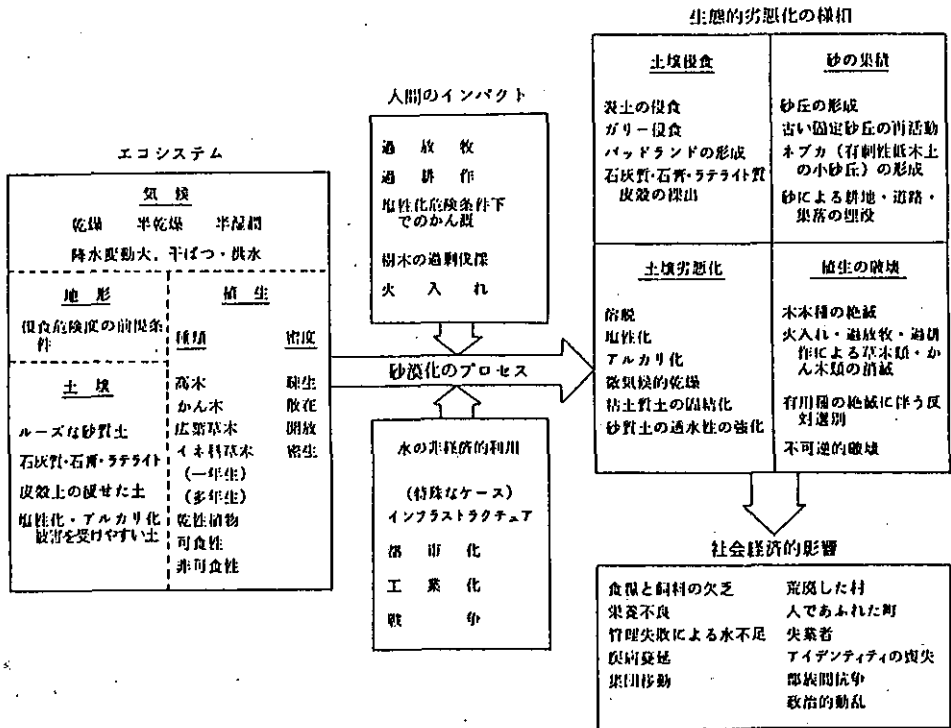 エコシステム
気候
乾燥 半乾燥 半湿潤
降水変動大，干ばつ・洪水
地形
侵食危険度の前提条
件
土壌
ルーズな砂質土
石灰質・石膏・ラテライト
皮殻上の痩せた土
塩性化・アルカリ化
被害を受けやすい土
植生
種類 密度
高木 疎生
かん木 散在
広葉草本 開放
イネ科草本 密生
(一年生)
(多年生)
乾性植物
可食性
非可食性
人間のインパクト
過放牧
過耕作
塩性化危険条件下
でのかん漑
樹木の過剰伐採
火入れ
砂漠化のプロセス
水の非経済的利用
(特殊なケース)
インフラストラクチュア
都市化
工業化
戦争
生態的劣悪化の様相
土壌侵食
表土の侵食
ガリー侵食
バッドランドの形成
石灰質・石膏・ラテライト質
皮殻の裸出
砂の集積
砂丘の形成
古い固定砂丘の再活動
ネブカ（有刺性低木上
の小砂丘）の形成
砂による耕地・道路・
集落の埋没
土壌劣悪化
溶脱
塩性化
アルカリ化
微気候的乾燥
粘土質土の固結化
砂質土の透水性の強化
植生の破壊
木本種の絶滅
火入れ・過放牧・過耕
作による草本類・か
ん木類の消滅
有用種の絶滅に伴う反
対選別
不可逆的破壊
社会経済的影響
食糧と飼料の欠乏
栄養不良
管理失敗による水不足
疾病蔓延
集団移動
荒廃した村
人であふれた町
失業者
アイデンティティの喪失
部族間抗争
政治的動乱